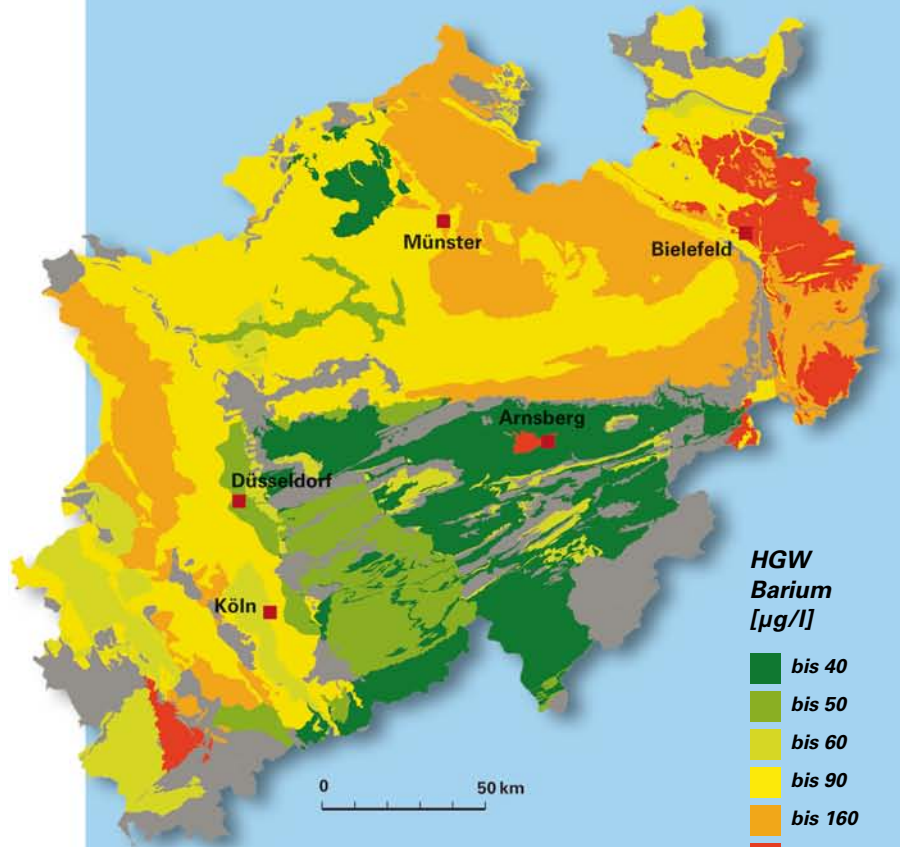 Münster
Bielefeld
Arnsberg
Düsseldorf
Köln
HGW
Barium
[µg/l]
bis 40
bis 50
bis 60
bis 90
bis 160
0 50 km